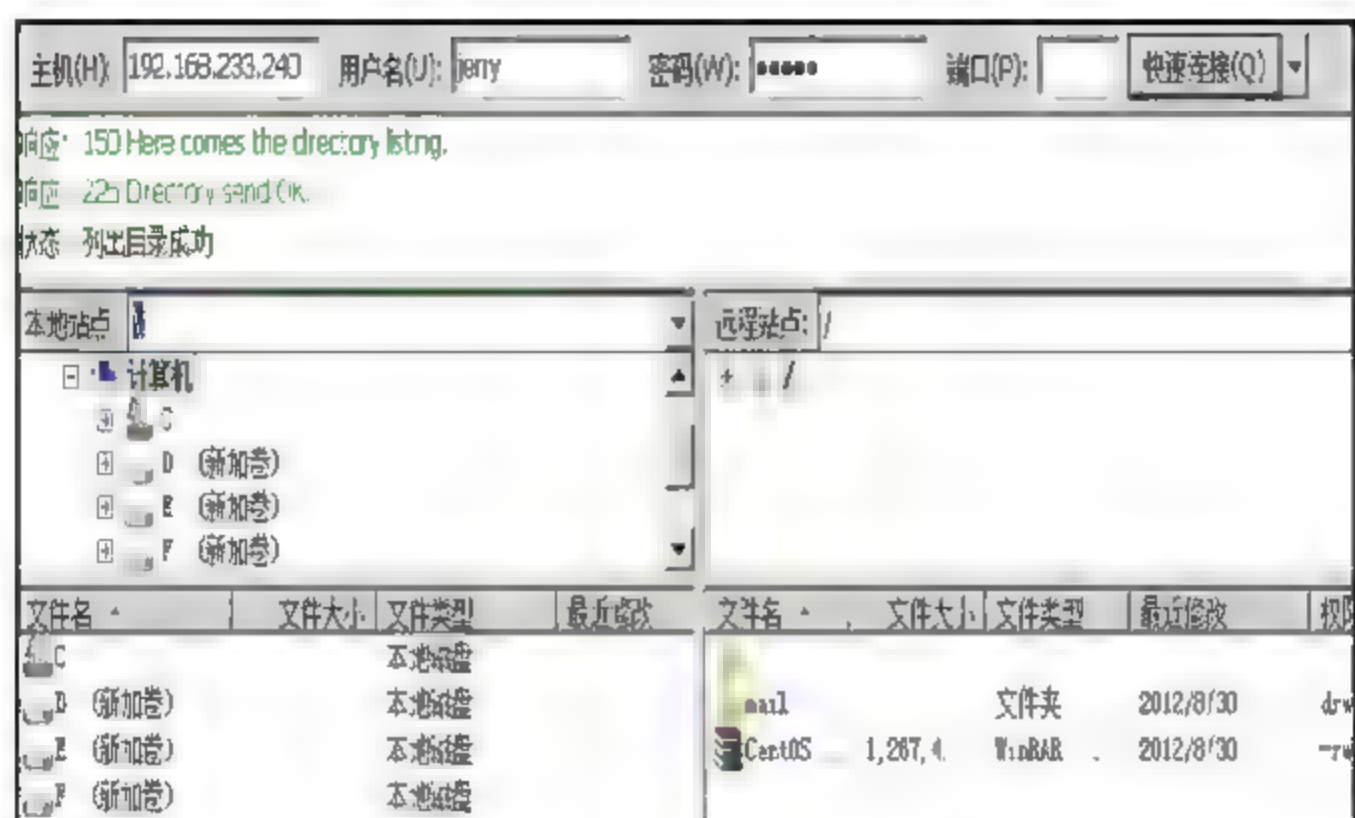 主机(H): 192.168.233.240 用户名(U): jerry 密码(W): ●●●●● 端口(P): 快速连接(Q)
响应: 150 Here comes the directory listing.
响应: 226 Directory send OK.
状态: 列出目录成功
本地站点: 远程站点: /
计算机 /
C
D (新加卷)
E (新加卷)
F (新加卷)
文件名 文件大小 文件类型 最近修改 文件名 文件大小 文件类型 最近修改 权限
C 本地磁盘
D (新加卷) 本地磁盘 mail 文件夹 2012/8/30 drw
E (新加卷) 本地磁盘 CentOS... 1,267,4.. WinRAR ... 2012/8/30 -rw
F (新加卷) 本地磁盘